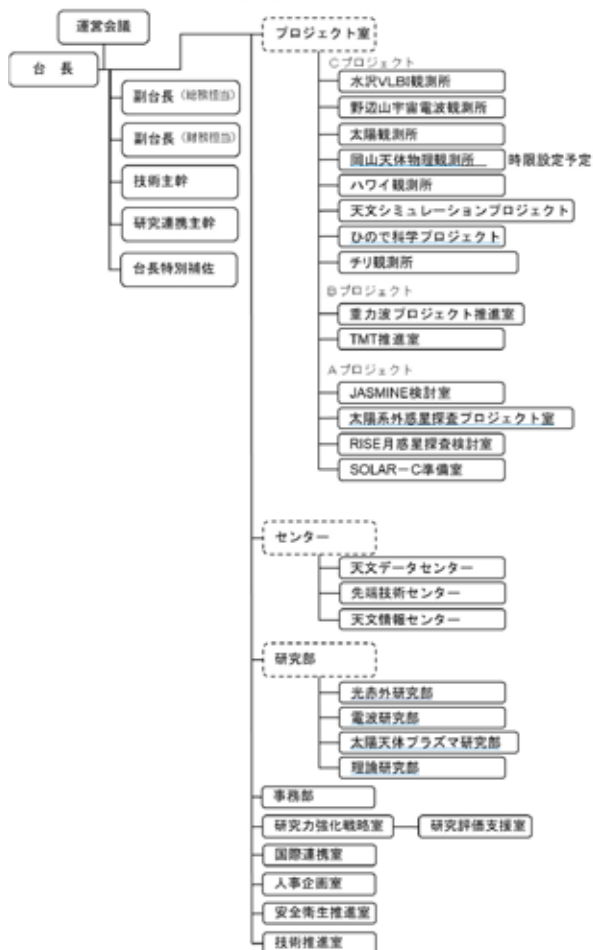 運営会議
台 長
副台長（総務担当）
副台長（財務担当）
技術主幹
研究連携主幹
台長特別補佐
プロジェクト室
Cプロジェクト
水沢VLBI観測所
野辺山宇宙電波観測所
太陽観測所
岡山天体物理観測所 時限設定予定
ハワイ観測所
天文シミュレーションプロジェクト
ひので科学プロジェクト
チリ観測所
Bプロジェクト
重力波プロジェクト推進室
TMT推進室
Aプロジェクト
JASMINE検討室
太陽系外惑星探査プロジェクト室
RISE月惑星探査検討室
SOLAR－C準備室
センター
天文データセンター
先端技術センター
天文情報センター
研究部
光赤外研究部
電波研究部
太陽天体プラズマ研究部
理論研究部
事務部
研究力強化戦略室
研究評価支援室
国際連携室
人事企画室
安全衛生推進室
技術推進室